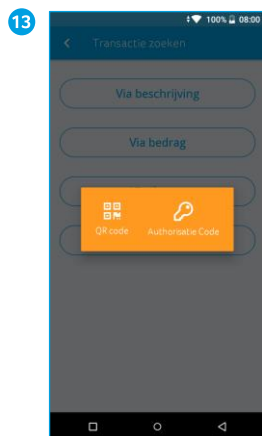 13
100% 08:00
Transactie zoeken
Via beschrijving
Via bedrag
QR code Authorisatie Code